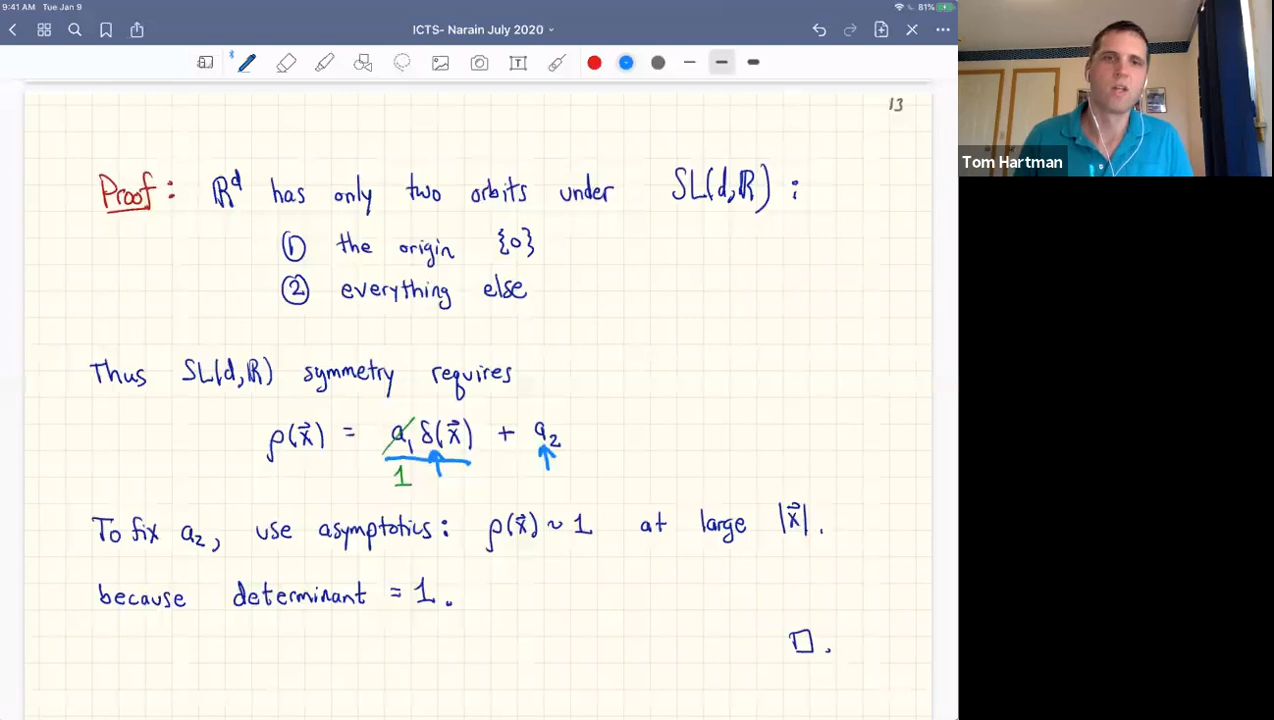 9:41 AM Tue Jan 9
81%
ICTS- Narain July 2020
13
Proof: ℝᵈ has only two orbits under SL(d,ℝ):
① the origin {0}
② everything else
Thus SL(d,ℝ) symmetry requires
ρ(x⃗) = a₁ δ(x⃗) + a₂
1
To fix a₂, use asymptotics: ρ(x⃗) ~ 1 at large |x⃗|.
because determinant = 1.
□.
Tom Hartman